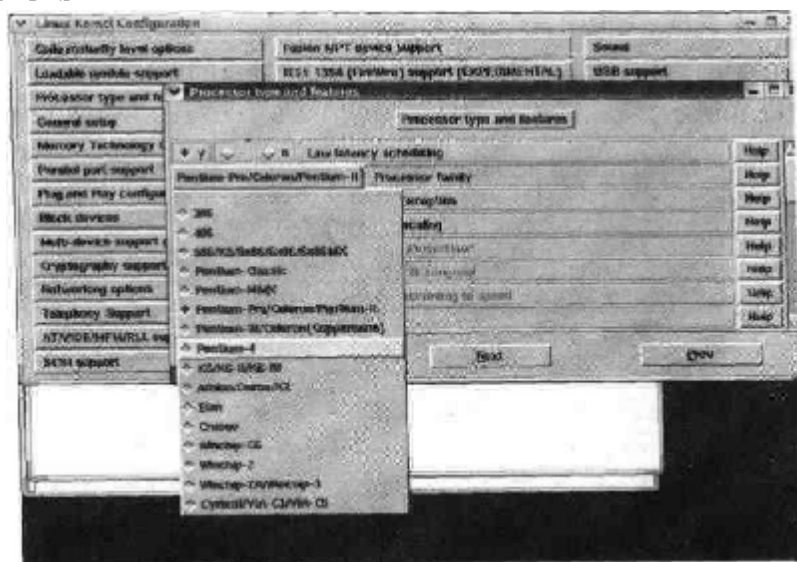 Linux Kernel Configuration
Code maturity level options
Fusion MPT device support
Sound
Loadable module support
IEEE 1394 (FireWire) support (EXPERIMENTAL)
USB support
Processor type and
Processor type and features
Processor type and features
General setup
Memory Technology
y
n
Low latency scheduling
Help
Parallel port support
Pentium-Pro/Celeron/Pentium-II
Processor family
Help
Plug and Play configu
Help
Block devices
386
Help
Multi-device support
486
Help
Cryptography support
586/K5/5x86/6x86/6x86MX
Help
Networking options
Pentium-Classic
Help
Telephony Support
Pentium-MMX
Help
Pentium-Pro/Celeron/Pentium-II
ATA/IDE/MFM/RLL sup
Pentium-III/Celeron(Coppermine)
SCSI support
Pentium-4
Next
Prev
K6/K6-II/K6-III
Athlon/Duron/K7
Elan
Crusoe
Winchip-C6
Winchip-2
Winchip-2A/Winchip-3
CyrixIII/VIA-C3/VIA-C5